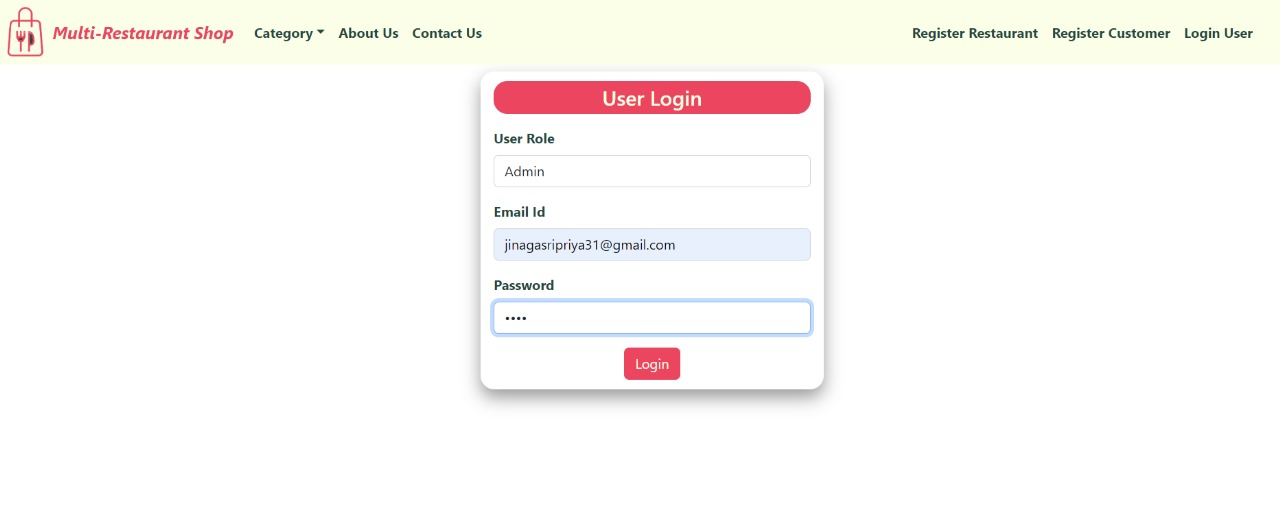 Multi-Restaurant Shop Category About Us Contact Us Register Restaurant Register Customer Login User
User Login
User Role
Admin
Email Id
jinagasripriya31@gmail.com
Password
••••
Login